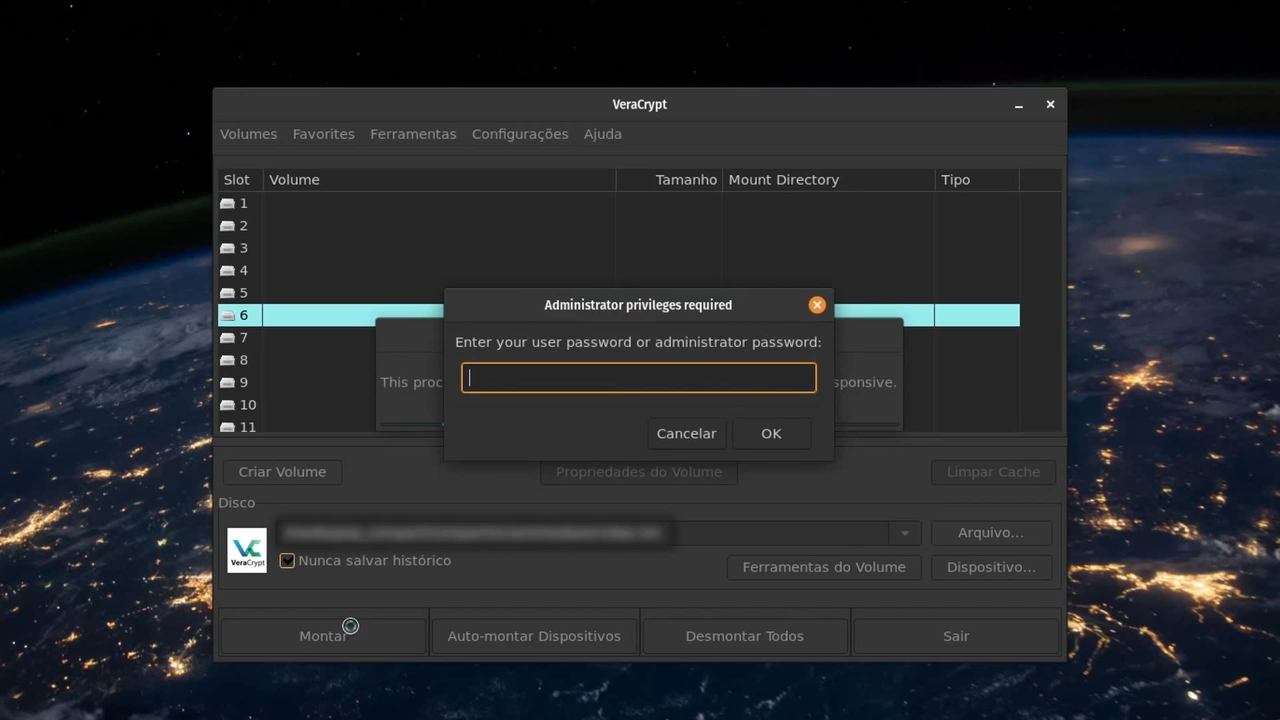 VeraCrypt
Volumes Favorites Ferramentas Configurações Ajuda
Slot Volume Tamanho Mount Directory Tipo
1
2
3
4
5
6
7
8
9
10
11
Administrator privileges required
Enter your user password or administrator password:
This proc
sponsive.
Cancelar OK
Criar Volume Propriedades do Volume Limpar Cache
Disco
VeraCrypt
Arquivo...
Nunca salvar histórico
Ferramentas do Volume Dispositivo...
Montar Auto-montar Dispositivos Desmontar Todos Sair